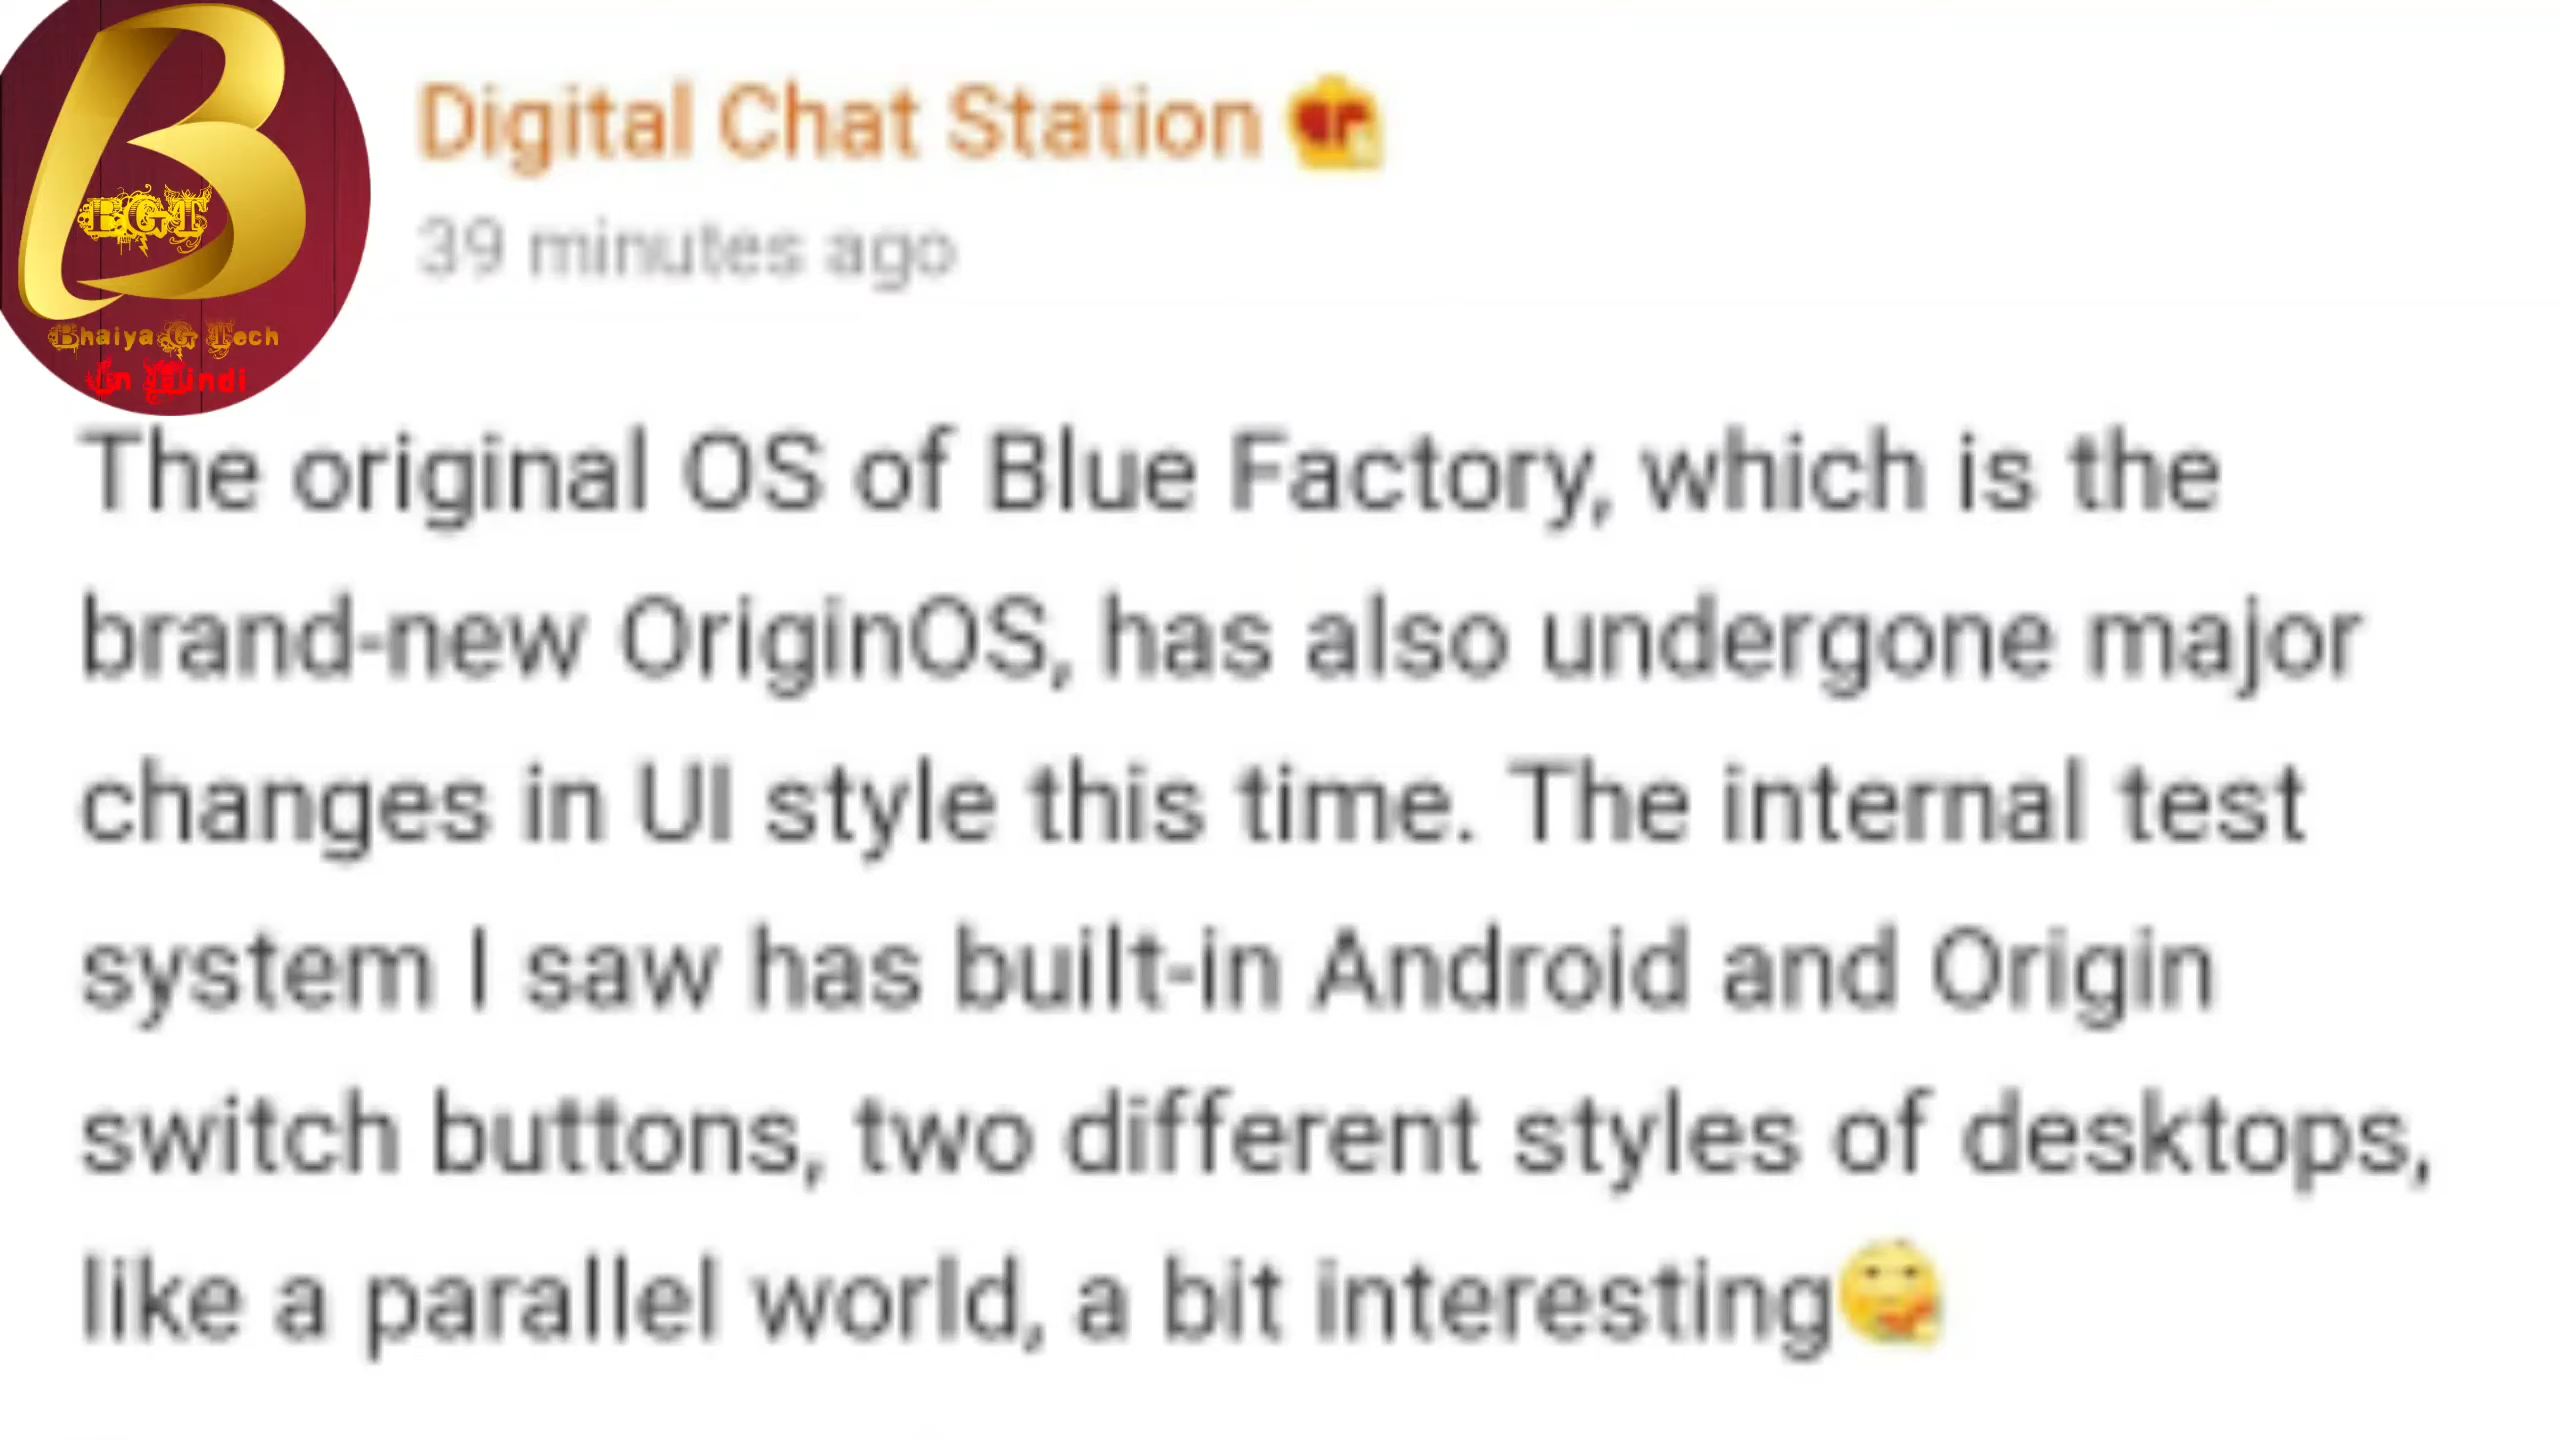 BGT
Bhaiya G Tech
In Hindi
Digital Chat Station
39 minutes ago
The original OS of Blue Factory, which is the
brand-new OriginOS, has also undergone major
changes in UI style this time. The internal test
system I saw has built-in Android and Origin
switch buttons, two different styles of desktops,
like a parallel world, a bit interesting